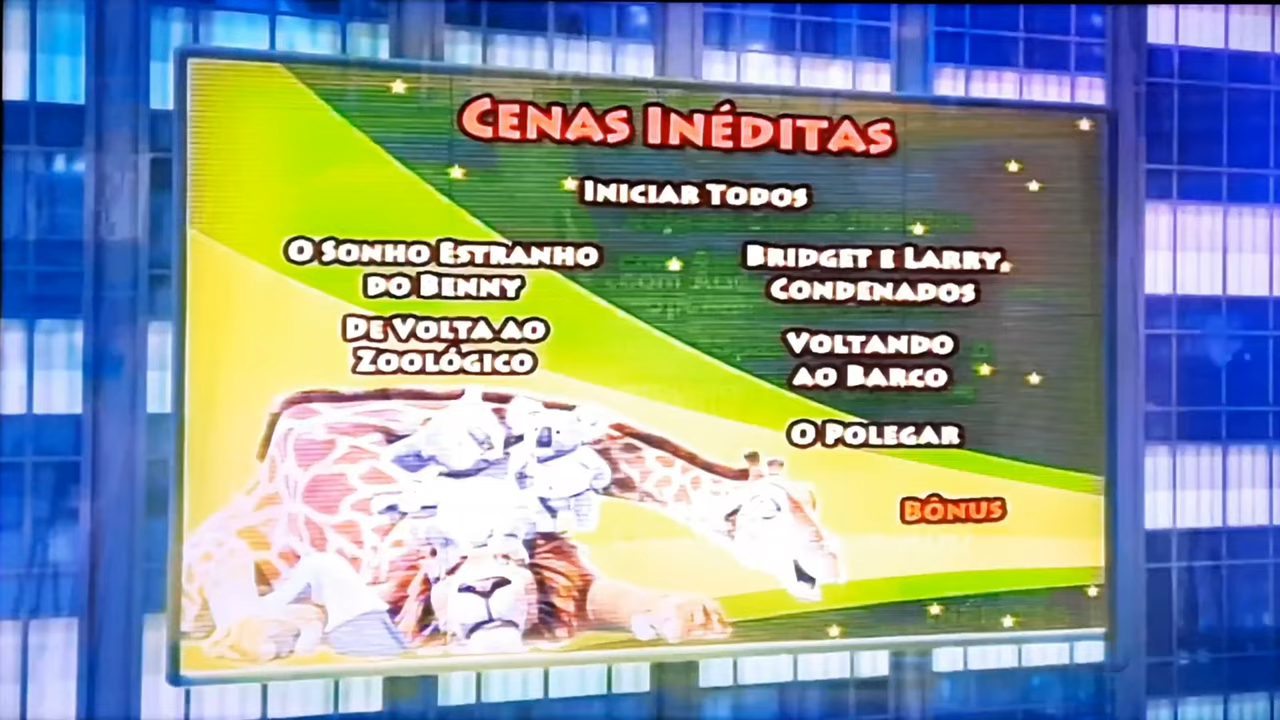 CENAS INÉDITAS
INICIAR TODOS
O SONHO ESTRANHO
DO BENNY
DE VOLTA AO
ZOOLÓGICO
BRIDGET E LARRY,
CONDENADOS
VOLTANDO
AO BARCO
O POLEGAR
BÔNUS